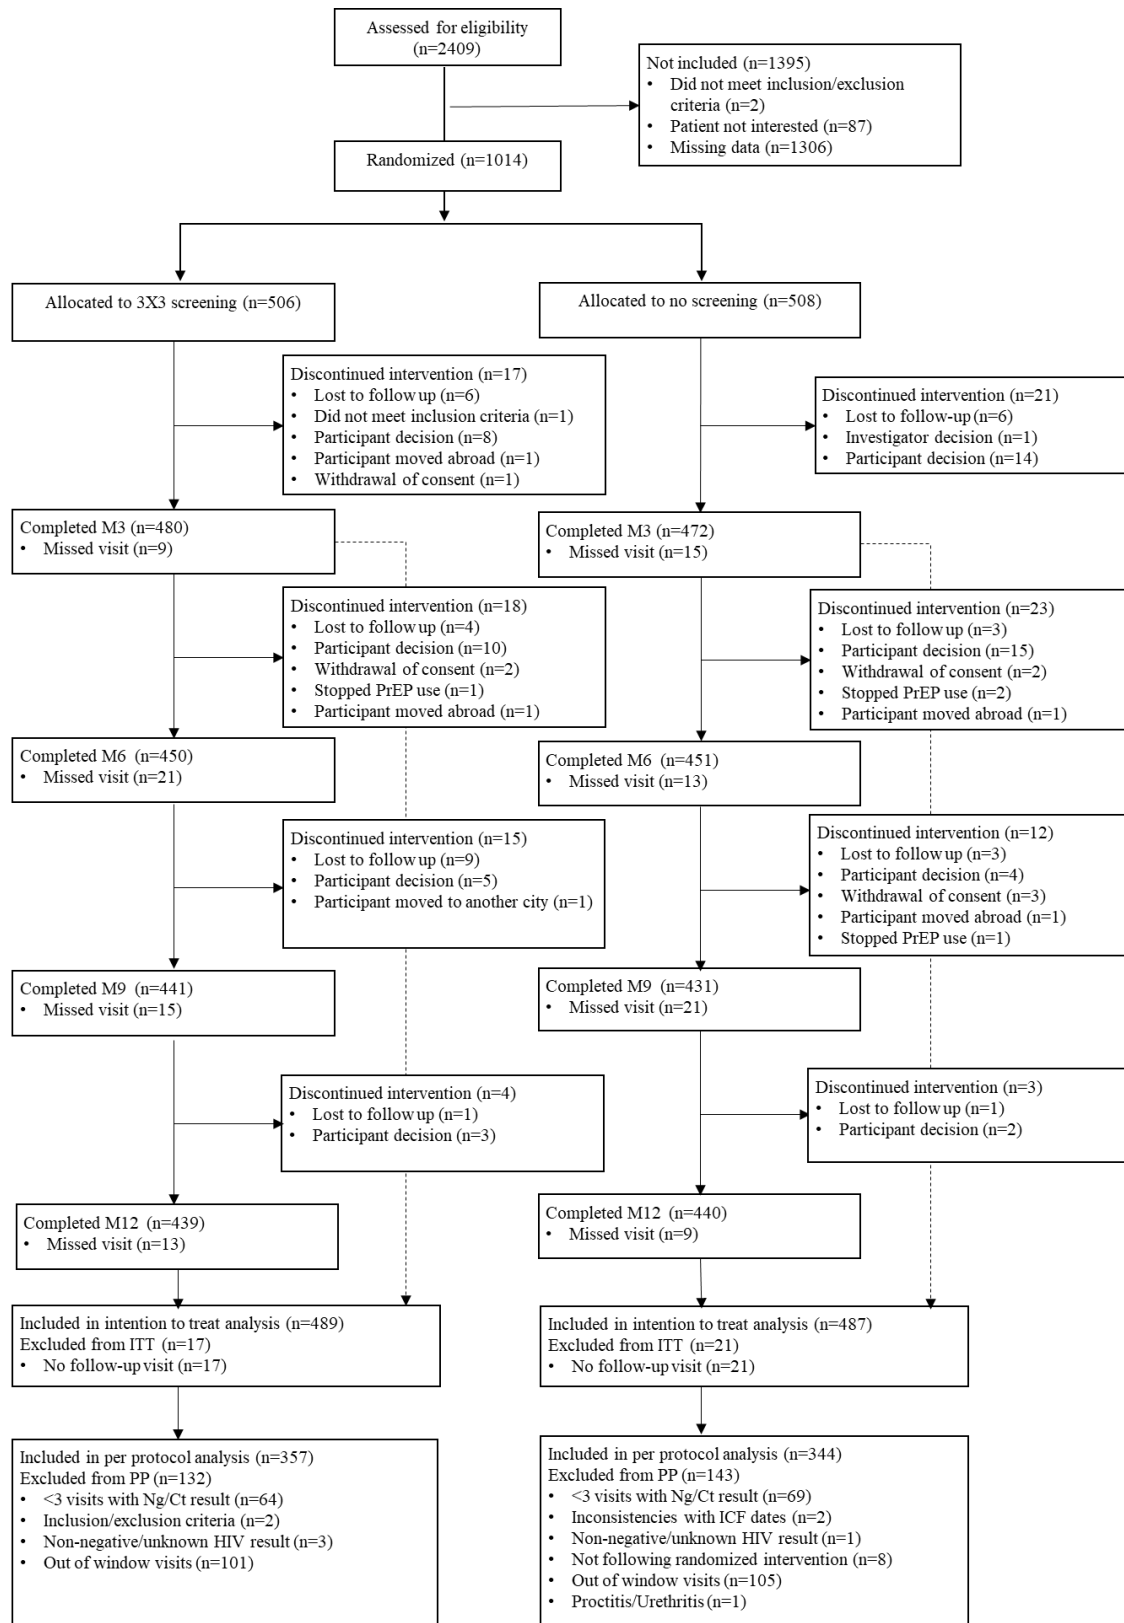 Assessed for eligibility
(n=2409)
Not included (n=1395)
• Did not meet inclusion/exclusion
criteria (n=2)
• Patient not interested (n=87)
• Missing data (n=1306)
Randomized (n=1014)
Allocated to 3X3 screening (n=506)
Allocated to no screening (n=508)
Discontinued intervention (n=17)
• Lost to follow up (n=6)
• Did not meet inclusion criteria (n=1)
• Participant decision (n=8)
• Participant moved abroad (n=1)
• Withdrawal of consent (n=1)
Discontinued intervention (n=21)
• Lost to follow-up (n=6)
• Investigator decision (n=1)
• Participant decision (n=14)
Completed M3 (n=480)
• Missed visit (n=9)
Completed M3 (n=472)
• Missed visit (n=15)
Discontinued intervention (n=18)
• Lost to follow up (n=4)
• Participant decision (n=10)
• Withdrawal of consent (n=2)
• Stopped PrEP use (n=1)
• Participant moved abroad (n=1)
Discontinued intervention (n=23)
• Lost to follow up (n=3)
• Participant decision (n=15)
• Withdrawal of consent (n=2)
• Stopped PrEP use (n=2)
• Participant moved abroad (n=1)
Completed M6 (n=450)
• Missed visit (n=21)
Completed M6 (n=451)
• Missed visit (n=13)
Discontinued intervention (n=15)
• Lost to follow up (n=9)
• Participant decision (n=5)
• Participant moved to another city (n=1)
Discontinued intervention (n=12)
• Lost to follow up (n=3)
• Participant decision (n=4)
• Withdrawal of consent (n=3)
• Participant moved abroad (n=1)
• Stopped PrEP use (n=1)
Completed M9 (n=441)
• Missed visit (n=15)
Completed M9 (n=431)
• Missed visit (n=21)
Discontinued intervention (n=4)
• Lost to follow up (n=1)
• Participant decision (n=3)
Discontinued intervention (n=3)
• Lost to follow up (n=1)
• Participant decision (n=2)
Completed M12 (n=439)
• Missed visit (n=13)
Completed M12 (n=440)
• Missed visit (n=9)
Included in intention to treat analysis (n=489)
Excluded from ITT (n=17)
• No follow-up visit (n=17)
Included in intention to treat analysis (n=487)
Excluded from ITT (n=21)
• No follow-up visit (n=21)
Included in per protocol analysis (n=357)
Excluded from PP (n=132)
• <3 visits with Ng/Ct result (n=64)
• Inclusion/exclusion criteria (n=2)
• Non-negative/unknown HIV result (n=3)
• Out of window visits (n=101)
Included in per protocol analysis (n=344)
Excluded from PP (n=143)
• <3 visits with Ng/Ct result (n=69)
• Inconsistencies with ICF dates (n=2)
• Non-negative/unknown HIV result (n=1)
• Not following randomized intervention (n=8)
• Out of window visits (n=105)
• Proctitis/Urethritis (n=1)